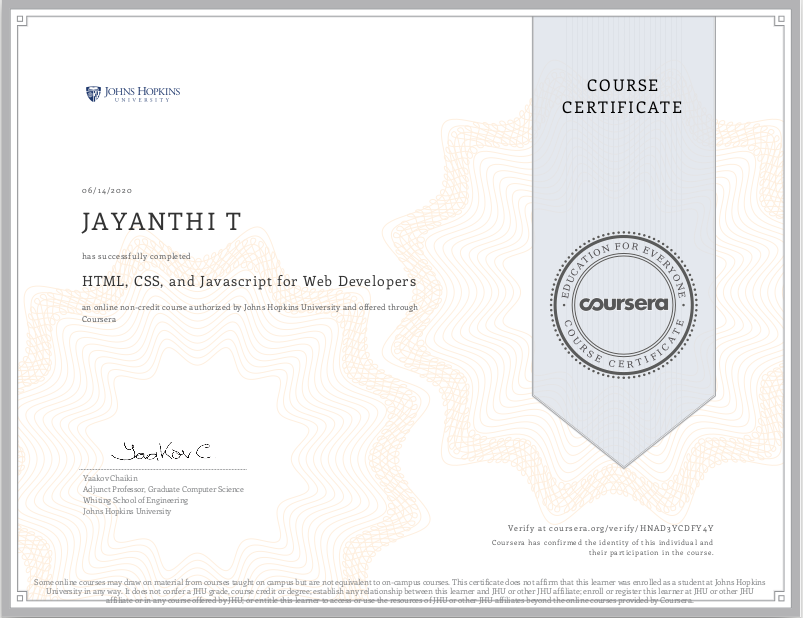 JOHNS HOPKINS
UNIVERSITY
COURSE
CERTIFICATE
06/14/2020
JAYANTHI T
has successfully completed
HTML, CSS, and Javascript for Web Developers
an online non-credit course authorized by Johns Hopkins University and offered through
Coursera
EDUCATION FOR EVERYONE
coursera
COURSE CERTIFICATE
Yaakov C
Yaakov Chaikin
Adjunct Professor, Graduate Computer Science
Whiting School of Engineering
Johns Hopkins University
Verify at coursera.org/verify/HNAD3YCDFY4Y
Coursera has confirmed the identity of this individual and
their participation in the course.
Some online courses may draw on material from courses taught on campus but are not equivalent to on-campus courses. This certificate does not affirm that this learner was enrolled as a student at Johns Hopkins
University in any way. It does not confer a JHU grade, course credit or degree; establish any relationship between this learner and JHU or other JHU affiliate; enroll or register this learner at JHU or other JHU
affiliate or in any course offered by JHU; or entitle this learner to access or use the resources of JHU or other JHU affiliates beyond the online courses provided by Coursera.